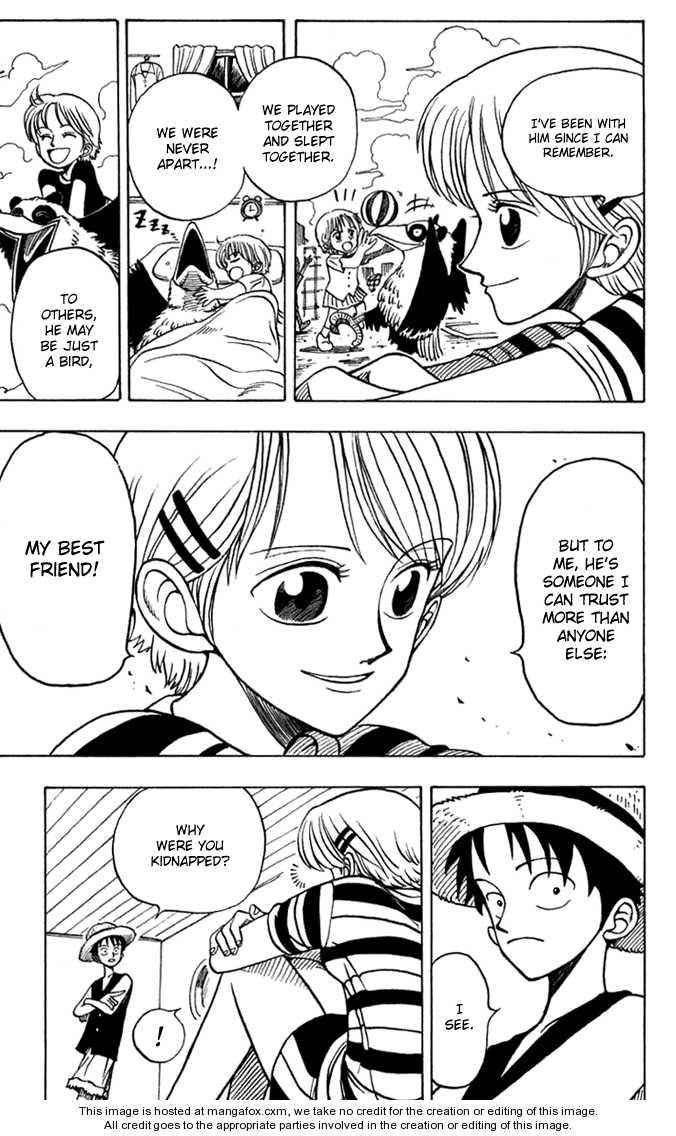 I'VE BEEN WITH
HIM SINCE I CAN
REMEMBER.
WE PLAYED
TOGETHER
AND SLEPT
TOGETHER.
WE WERE
NEVER
APART...!
ZZZ
TO
OTHERS,
HE MAY
BE JUST
A BIRD,
BUT TO
ME, HE'S
SOMEONE I
CAN TRUST
MORE THAN
ANYONE
ELSE:
MY BEST
FRIEND!
I
SEE.
WHY
WERE YOU
KIDNAPPED?
!
This image is hosted at mangafox.cxm, we take no credit for the creation or editing of this image.
All credit goes to the appropriate parties involved in the creation or editing of this image.